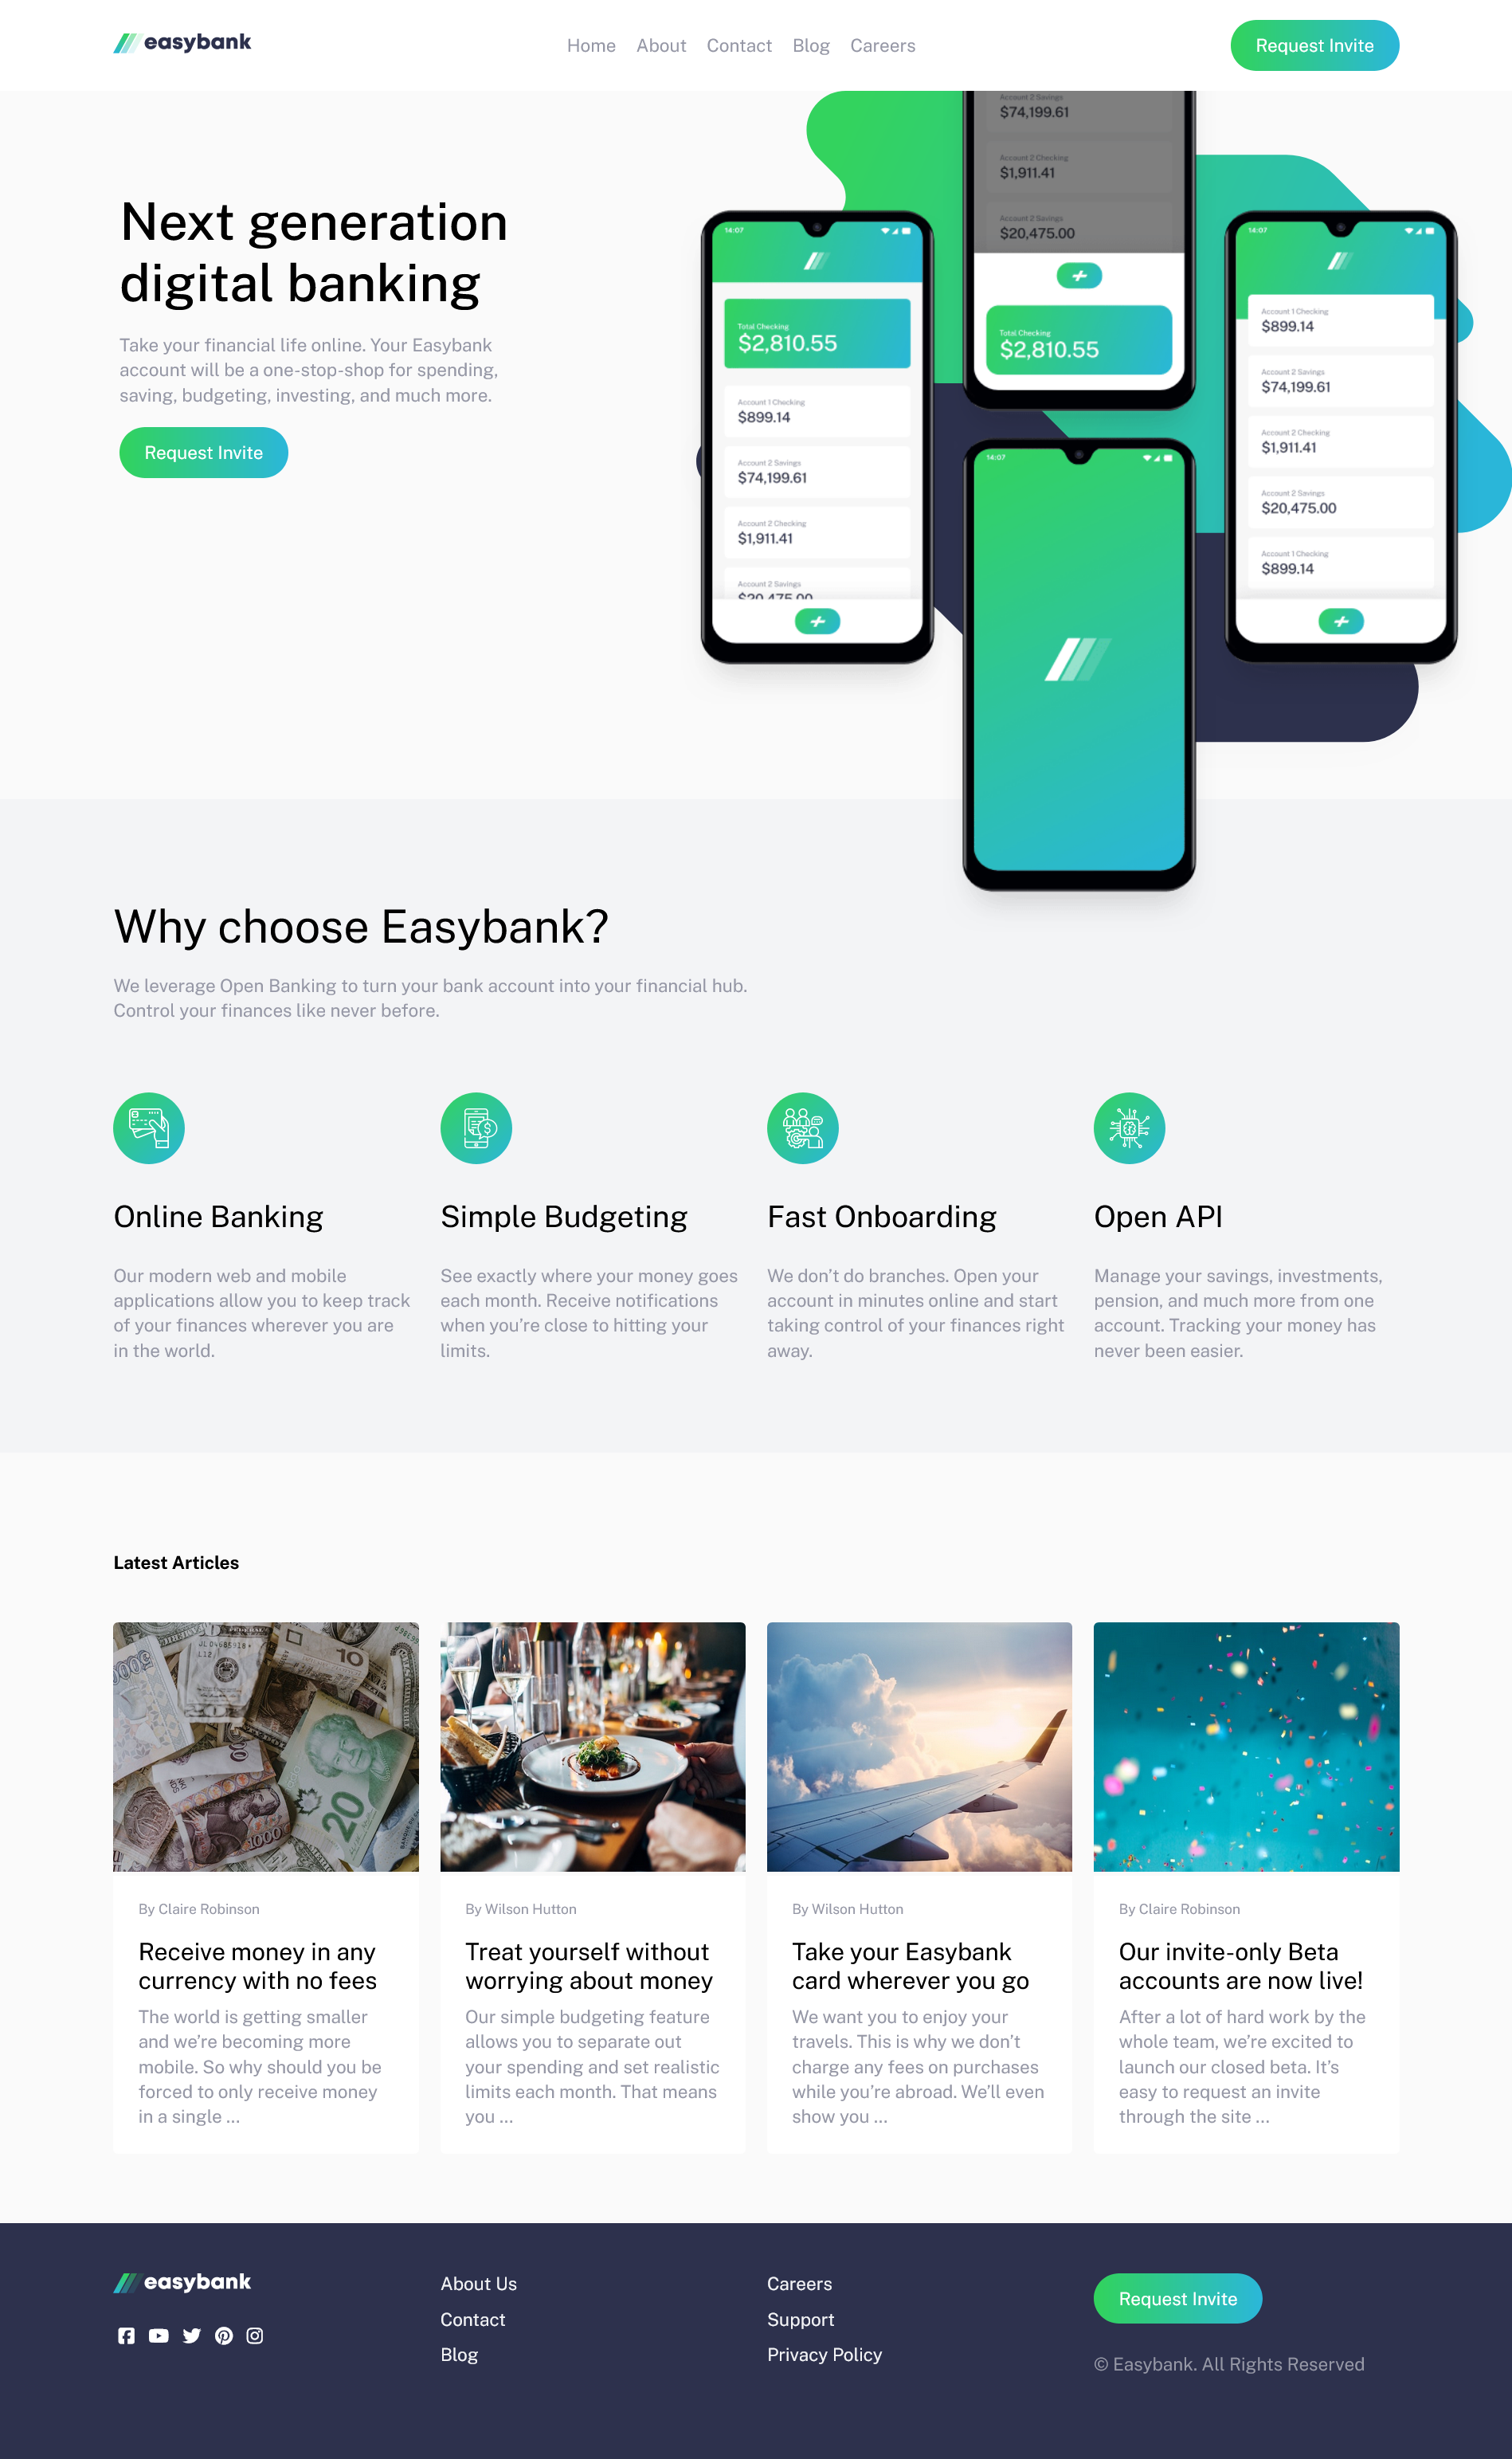 easybank
Home About Contact Blog Careers
Request Invite
Next generation
digital banking
Take your financial life online. Your Easybank
account will be a one-stop-shop for spending,
saving, budgeting, investing, and much more.
Request Invite
14:07
Total Checking
$2,810.55
Account 1 Checking
$899.14
Account 2 Savings
$74,199.61
Account 2 Checking
$1,911.41
Account 2 Savings
$20,475.00
Account 2 Savings
$74,199.61
Account 2 Checking
$1,911.41
Account 2 Savings
$20,475.00
Total Checking
$2,810.55
14:07
14:07
Account 1 Checking
$899.14
Account 2 Savings
$74,199.61
Account 2 Checking
$1,911.41
Account 2 Savings
$20,475.00
Account 1 Checking
$899.14
Why choose Easybank?
We leverage Open Banking to turn your bank account into your financial hub.
Control your finances like never before.
Online Banking
Our modern web and mobile
applications allow you to keep track
of your finances wherever you are
in the world.
Simple Budgeting
See exactly where your money goes
each month. Receive notifications
when you’re close to hitting your
limits.
Fast Onboarding
We don’t do branches. Open your
account in minutes online and start
taking control of your finances right
away.
Open API
Manage your savings, investments,
pension, and much more from one
account. Tracking your money has
never been easier.
Latest Articles
10
20
1000
By Claire Robinson
Receive money in any
currency with no fees
The world is getting smaller
and we’re becoming more
mobile. So why should you be
forced to only receive money
in a single ...
By Wilson Hutton
Treat yourself without
worrying about money
Our simple budgeting feature
allows you to separate out
your spending and set realistic
limits each month. That means
you ...
By Wilson Hutton
Take your Easybank
card wherever you go
We want you to enjoy your
travels. This is why we don’t
charge any fees on purchases
while you’re abroad. We’ll even
show you ...
By Claire Robinson
Our invite-only Beta
accounts are now live!
After a lot of hard work by the
whole team, we’re excited to
launch our closed beta. It’s
easy to request an invite
through the site ...
easybank
About Us
Contact
Blog
Careers
Support
Privacy Policy
Request Invite
© Easybank. All Rights Reserved